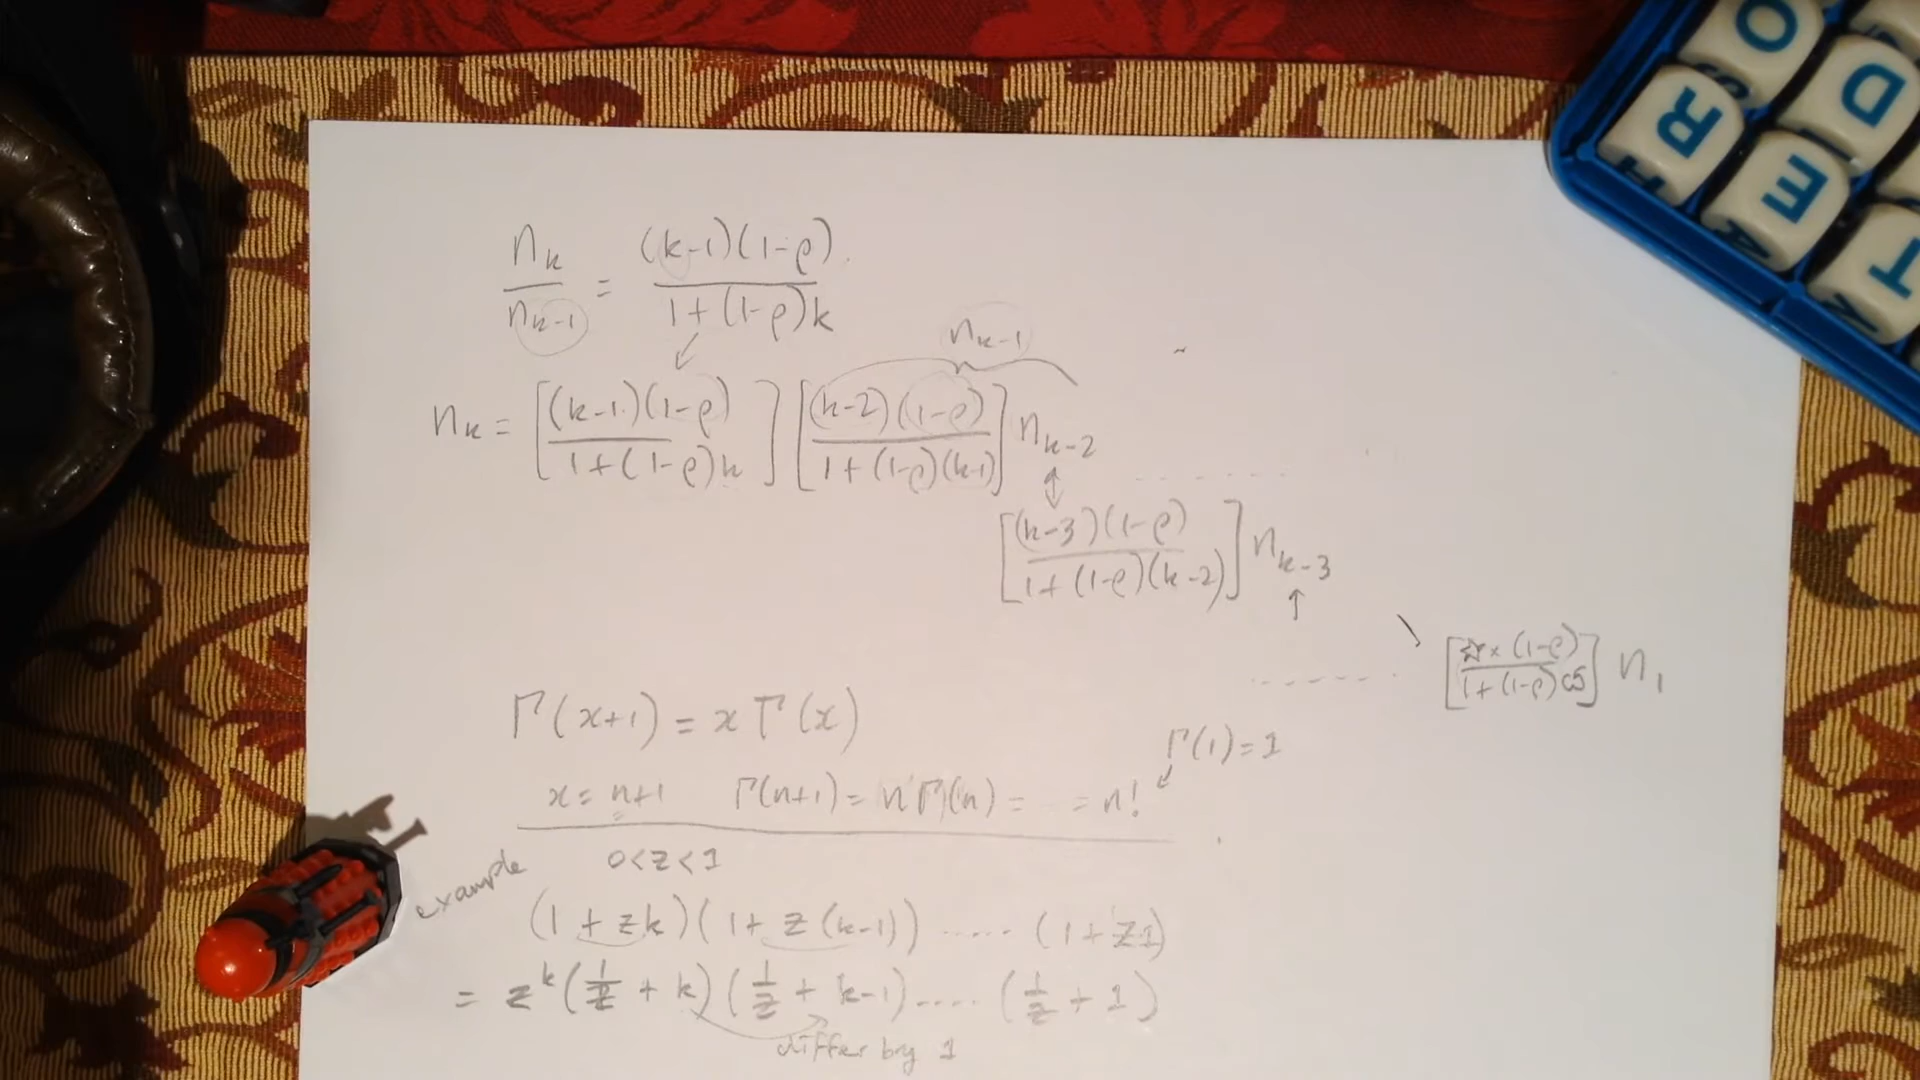 n_k / n_{k-1} = (k-1)(1-ρ) / 1+(1-ρ)k
n_{k-1}
n_k = [(k-1)(1-ρ) / 1+(1-ρ)k] [(k-2)(1-ρ) / 1+(1-ρ)(k-1)] n_{k-2}
[(k-3)(1-ρ) / 1+(1-ρ)(k-2)] n_{k-3}
(1-ρ) / 1+(1-ρ)
n_1
Γ(x+1) = x Γ(x)
Γ(1) = 1
x = n+1 Γ(n+1) = n Γ(n) = = n!
example
0<z<1
(1+zk)(1+z(k-1)) ..... (1+z1)
= z^k (1/z + k)(1/z + k-1) .... (1/z + 1)
differ by 1
O
R
D
E
T